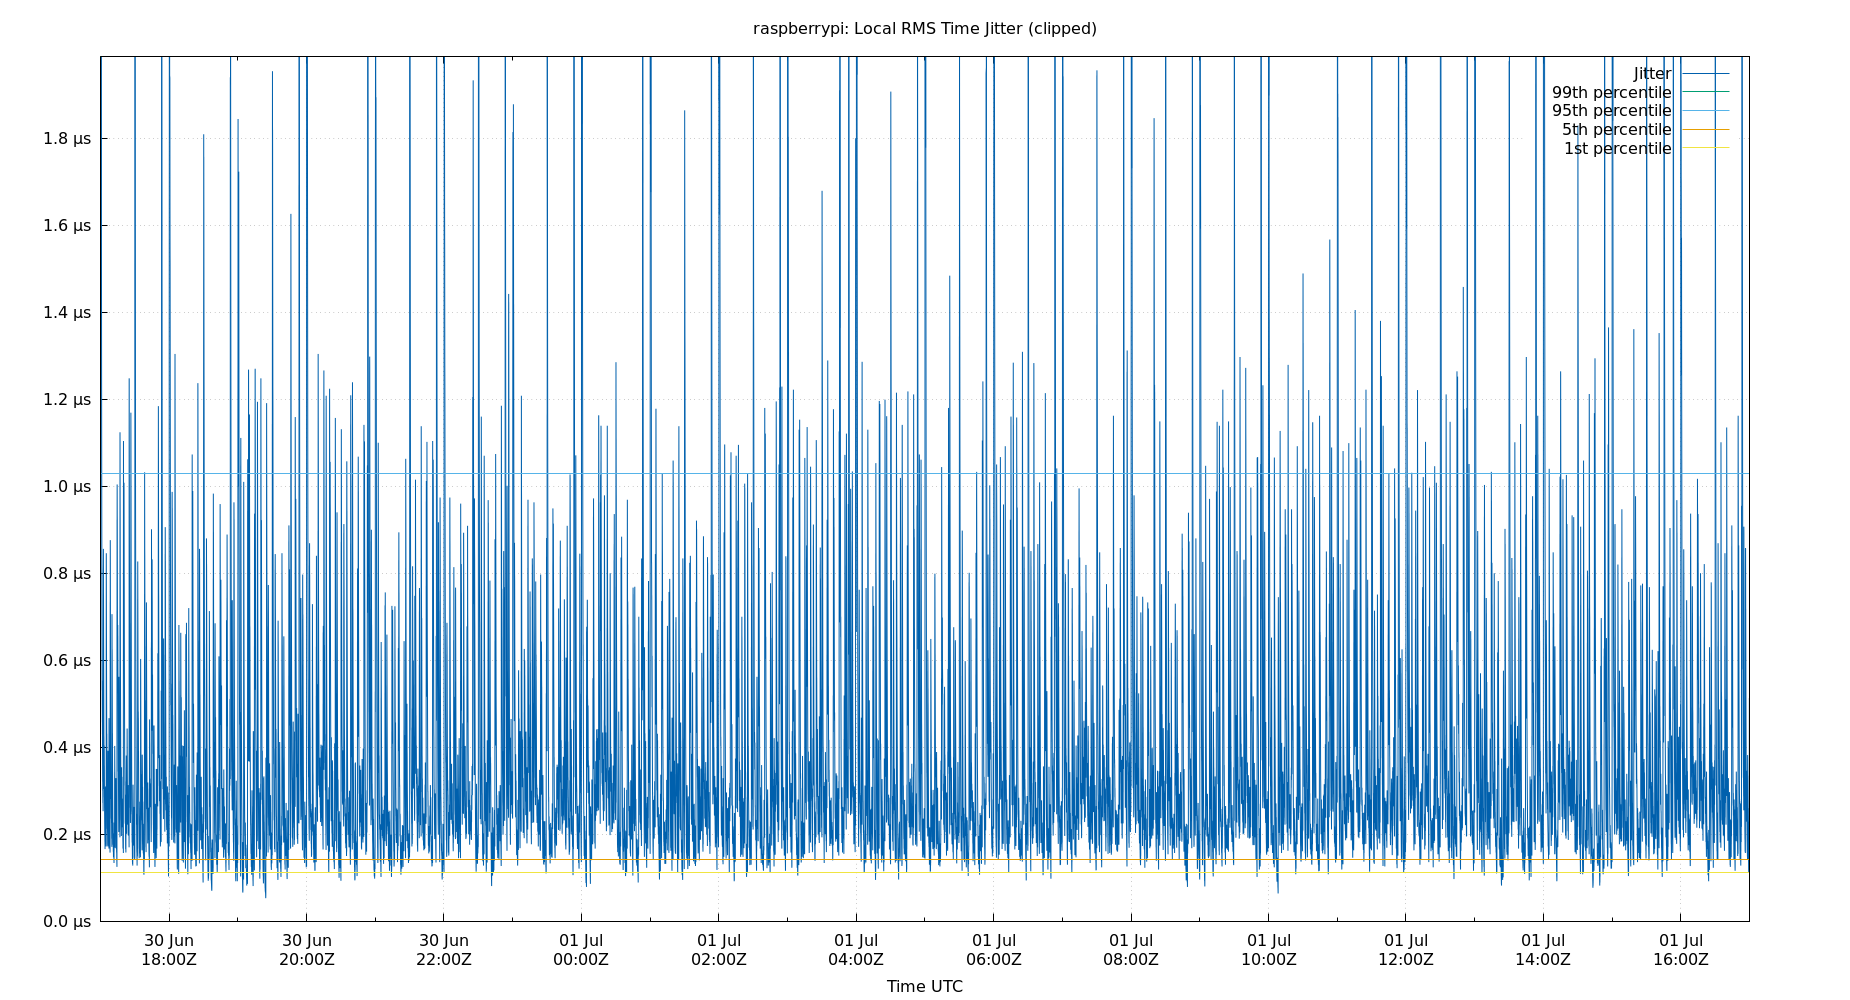 raspberrypi: Local RMS Time Jitter (clipped)
Jitter
99th percentile
95th percentile
5th percentile
1st percentile
1.8 µs
1.6 µs
1.4 µs
1.2 µs
1.0 µs
0.8 µs
0.6 µs
0.4 µs
0.2 µs
0.0 µs
30 Jun 30 Jun 30 Jun 01 Jul 01 Jul 01 Jul 01 Jul 01 Jul 01 Jul 01 Jul 01 Jul 01 Jul
18:00Z 20:00Z 22:00Z 00:00Z 02:00Z 04:00Z 06:00Z 08:00Z 10:00Z 12:00Z 14:00Z 16:00Z
Time UTC